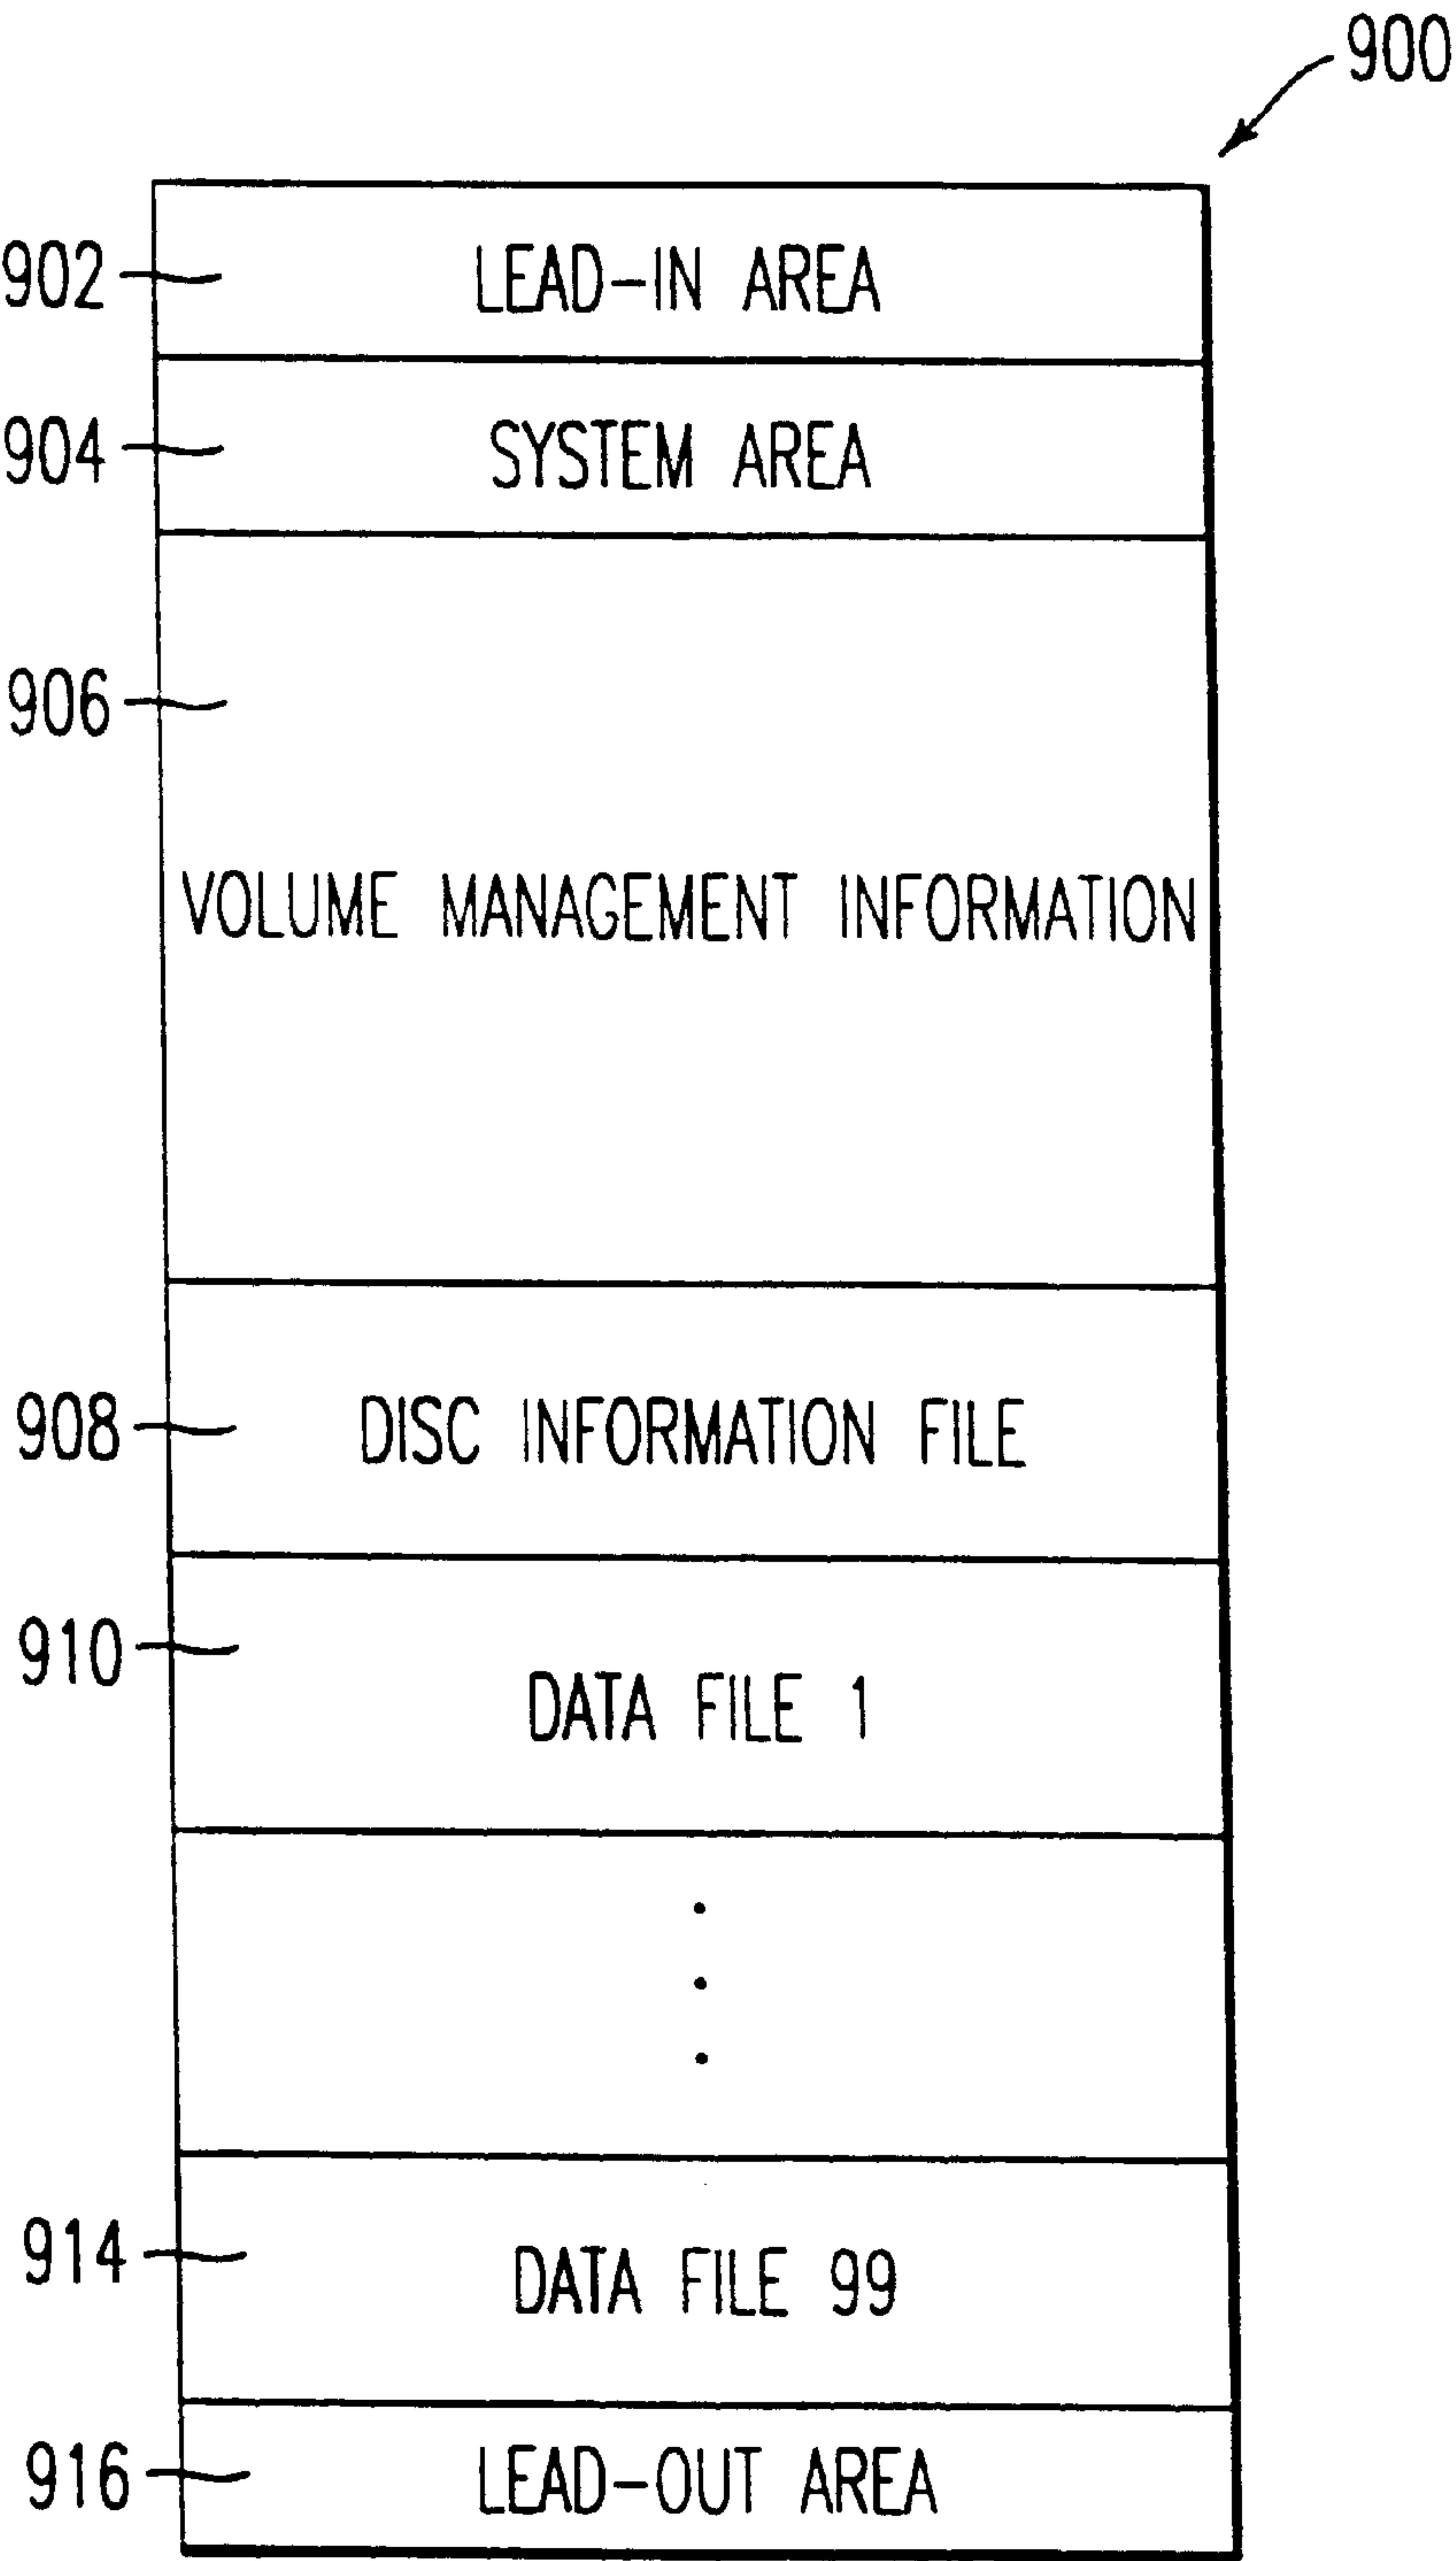 900
902 LEAD-IN AREA
904 SYSTEM AREA
906
VOLUME MANAGEMENT INFORMATION
908 DISC INFORMATION FILE
910
DATA FILE 1
914 DATA FILE 99
916 LEAD-OUT AREA